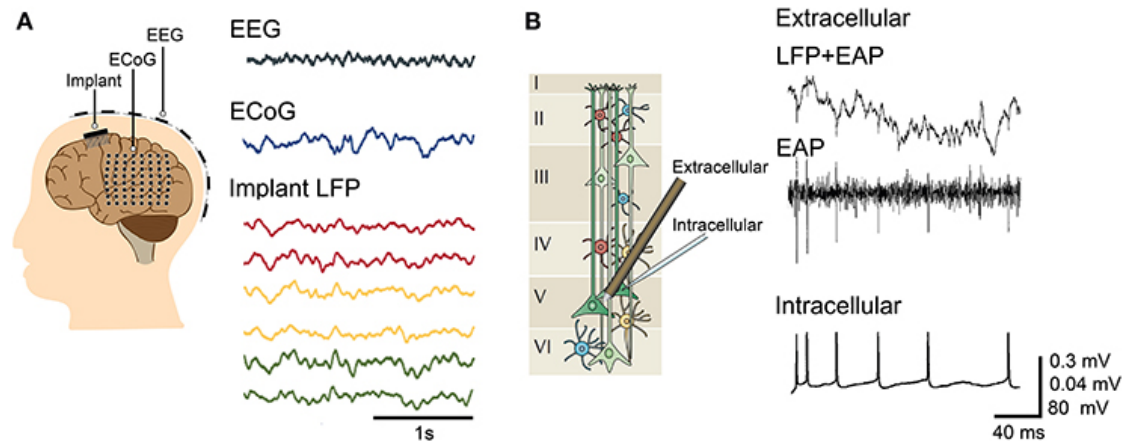 A
EEG
ECoG
Implant
EEG
ECoG
Implant LFP
1s
B
I
II
III
IV
V
VI
Extracellular
Intracellular
Extracellular
LFP+EAP
EAP
Intracellular
0.3 mV
0.04 mV
80 mV
40 ms